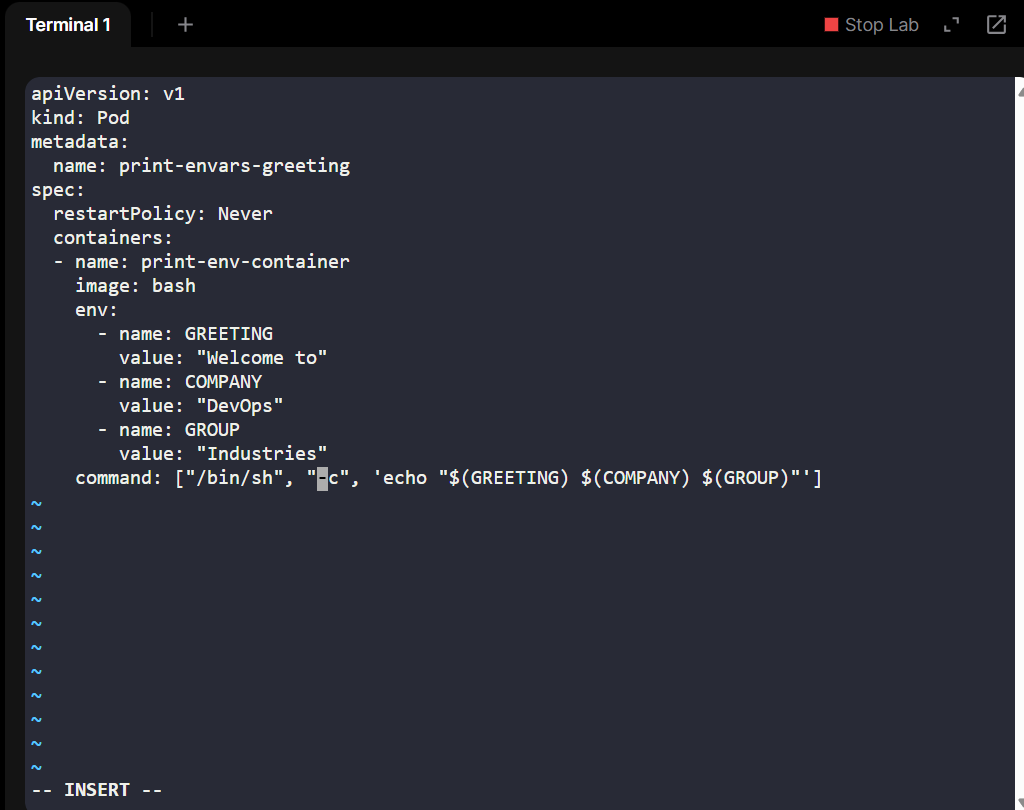 Terminal 1 + Stop Lab
apiVersion: v1
kind: Pod
metadata:
  name: print-envars-greeting
spec:
  restartPolicy: Never
  containers:
  - name: print-env-container
    image: bash
    env:
      - name: GREETING
        value: "Welcome to"
      - name: COMPANY
        value: "DevOps"
      - name: GROUP
        value: "Industries"
    command: ["/bin/sh", "-c", 'echo "$(GREETING) $(COMPANY) $(GROUP)"']
~
~
~
~
~
~
~
~
~
~
~
~
-- INSERT --